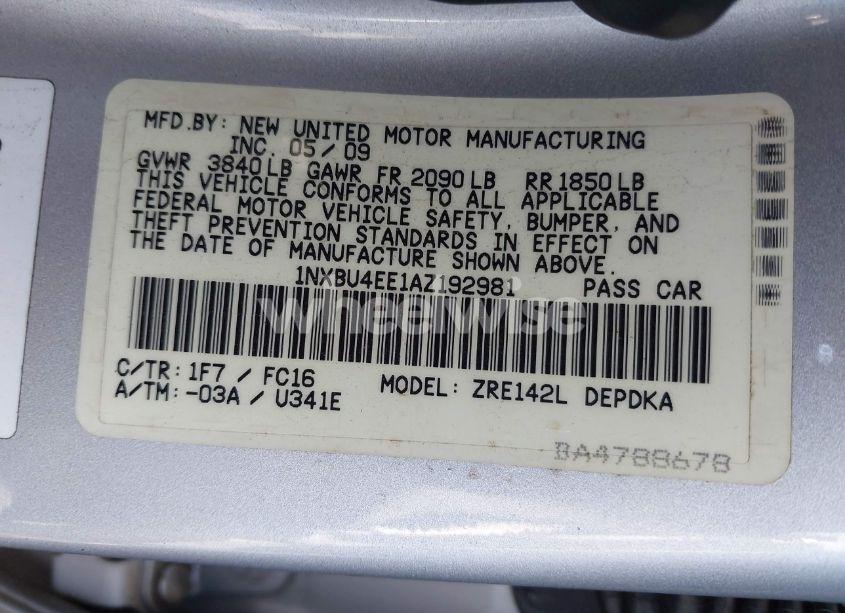 MFD.BY: NEW UNITED MOTOR MANUFACTURING
INC. 05/09
GVWR 3840LB GAWR FR 2090LB RR1850LB
THIS VEHICLE CONFORMS TO ALL APPLICABLE
FEDERAL MOTOR VEHICLE SAFETY, BUMPER, AND
THEFT PREVENTION STANDARDS IN EFFECT ON
THE DATE OF MANUFACTURE SHOWN ABOVE.
1NXBU4EE1AZ192981 PASS CAR
wheelwise
C/TR: 1F7 / FC16
A/TM: -03A / U341E MODEL: ZRE142L DEPDKA
BA4788678